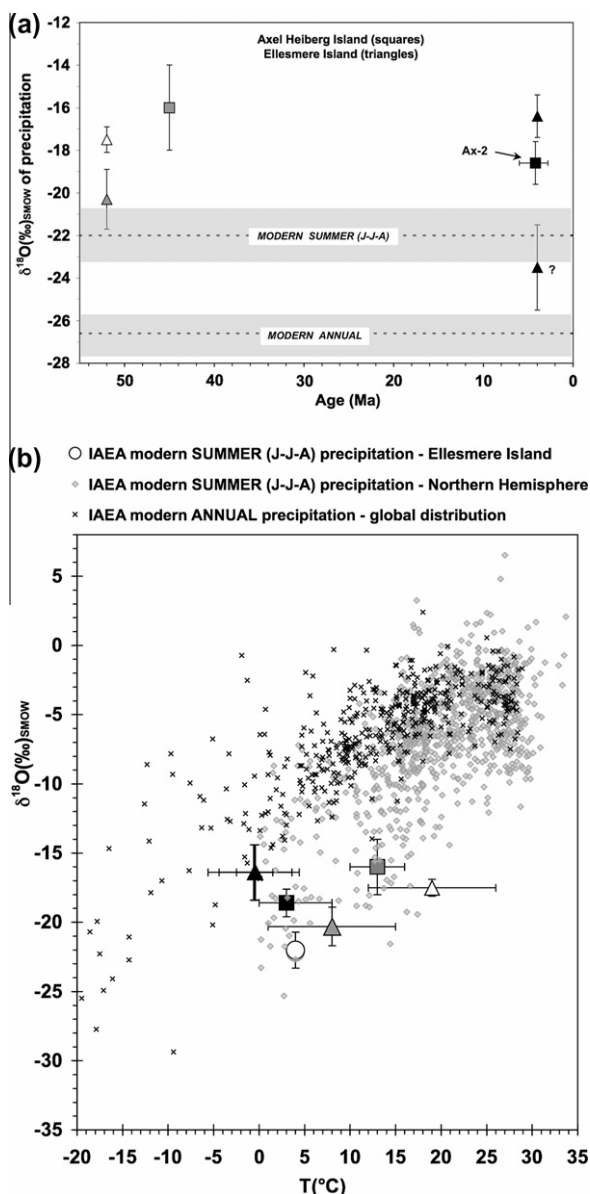 (a)
Axel Heiberg Island (squares)
Ellesmere Island (triangles)
δ¹⁸O(‰)SMOW of precipitation
-12
-14
-16
-18
-20
-22
-24
-26
-28
Ax-2
MODERN SUMMER (J-J-A)
?
MODERN ANNUAL
50 40 30 20 10 0
Age (Ma)
(b)
IAEA modern SUMMER (J-J-A) precipitation - Ellesmere Island
IAEA modern SUMMER (J-J-A) precipitation - Northern Hemisphere
IAEA modern ANNUAL precipitation - global distribution
δ¹⁸O(‰)SMOW
5
0
-5
-10
-15
-20
-25
-30
-35
-20 -15 -10 -5 0 5 10 15 20 25 30 35
T(°C)